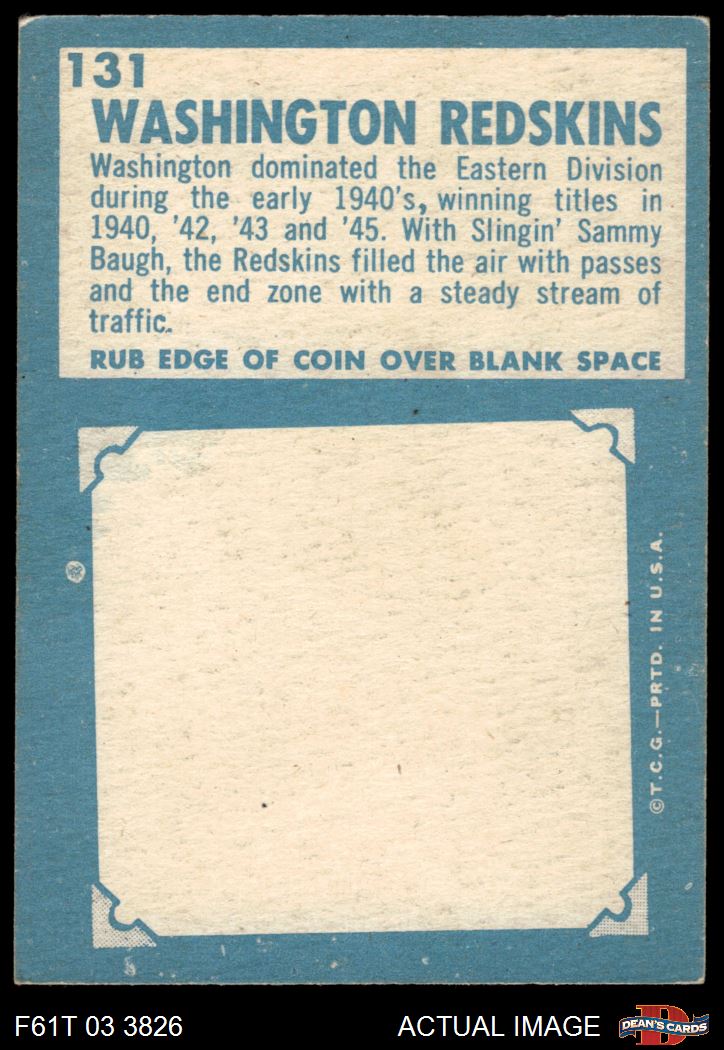 131
WASHINGTON REDSKINS
Washington dominated the Eastern Division
during the early 1940's, winning titles in
1940, '42, '43 and '45. With Slingin' Sammy
Baugh, the Redskins filled the air with passes
and the end zone with a steady stream of
traffic.
RUB EDGE OF COIN OVER BLANK SPACE
©T.C.G.—PRTD. IN U.S.A.
F61T 03 3826
ACTUAL IMAGE
D
DEAN'S CARDS